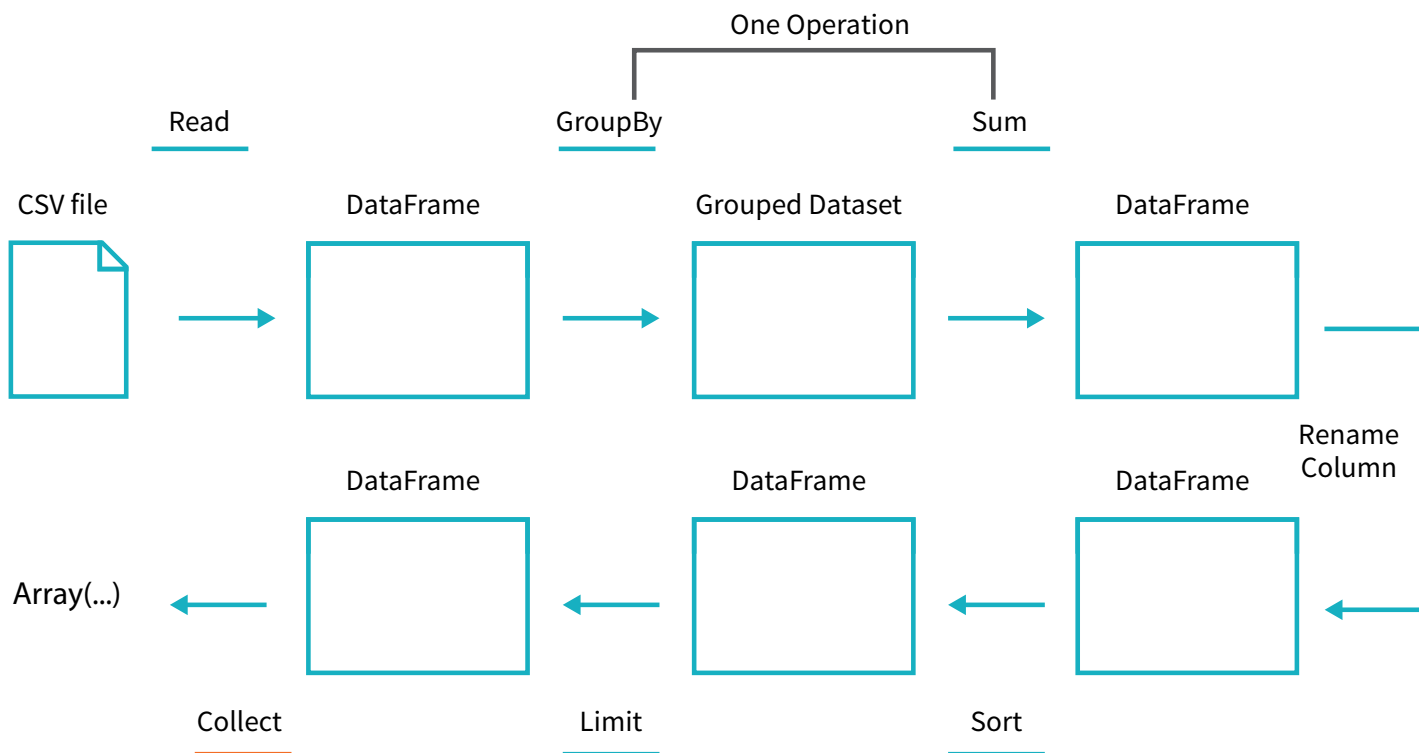 One Operation
Read
GroupBy
Sum
CSV file
DataFrame
Grouped Dataset
DataFrame
Rename
Column
DataFrame
DataFrame
DataFrame
Array(...)
Collect
Limit
Sort